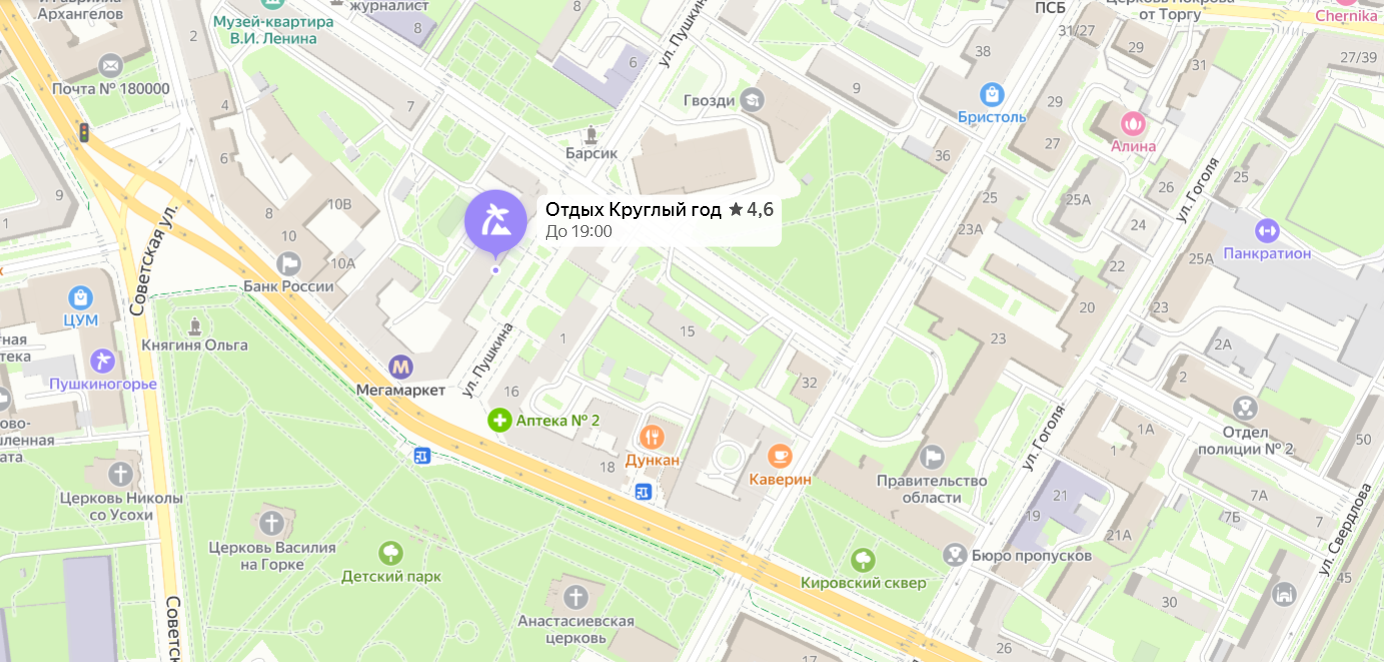 Архангелов
Музей-квартира
В.И. Ленина
журналист
8
8
2
6
ул. Пушкина
ПСБ
Церковь Покрова
от Торгу
Chernika
38
31/27
29
31
27/39
Почта № 180000
4
7
Гвозди
9
Бристоль
29
27
Алина
6
Барсик
36
9
1
8
10В
10
10А
Банк России
Советская ул.
Отдых Круглый год ★ 4,6
До 19:00
25
25А
26
24
23А
22
25
ул. Гоголя
Панкратион
25А
23
20
ЦУМ
Княгиня Ольга
Пушкиногорье
Мегамаркет
ул. Пушкина
1
15
32
23
2А
2
16
Аптека № 2
18
Дункан
Каверин
ул. Гоголя
1А
1
Отдел
полиции № 2
50
Правительство
области
Церковь Николы
со Усохи
21
19
21А
7А
7Б
7
ул. Свердлова
Церковь Василия
на Горке
Детский парк
Кировский сквер
Бюро пропусков
Анастасиевская
церковь
30
45
26
17